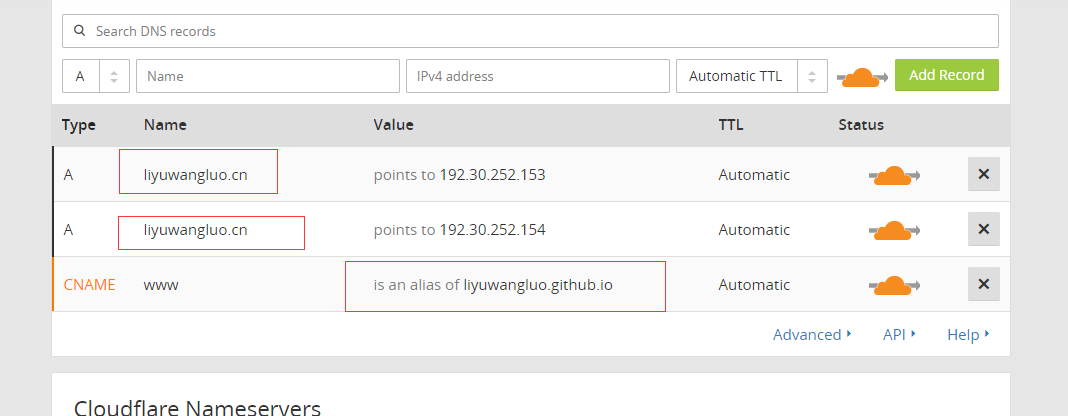 Search DNS records
A Name IPv4 address Automatic TTL Add Record
Type Name Value TTL Status
A liyuwangluo.cn points to 192.30.252.153 Automatic
A liyuwangluo.cn points to 192.30.252.154 Automatic
CNAME www is an alias of liyuwangluo.github.io Automatic
Advanced API Help
Cloudflare Nameservers